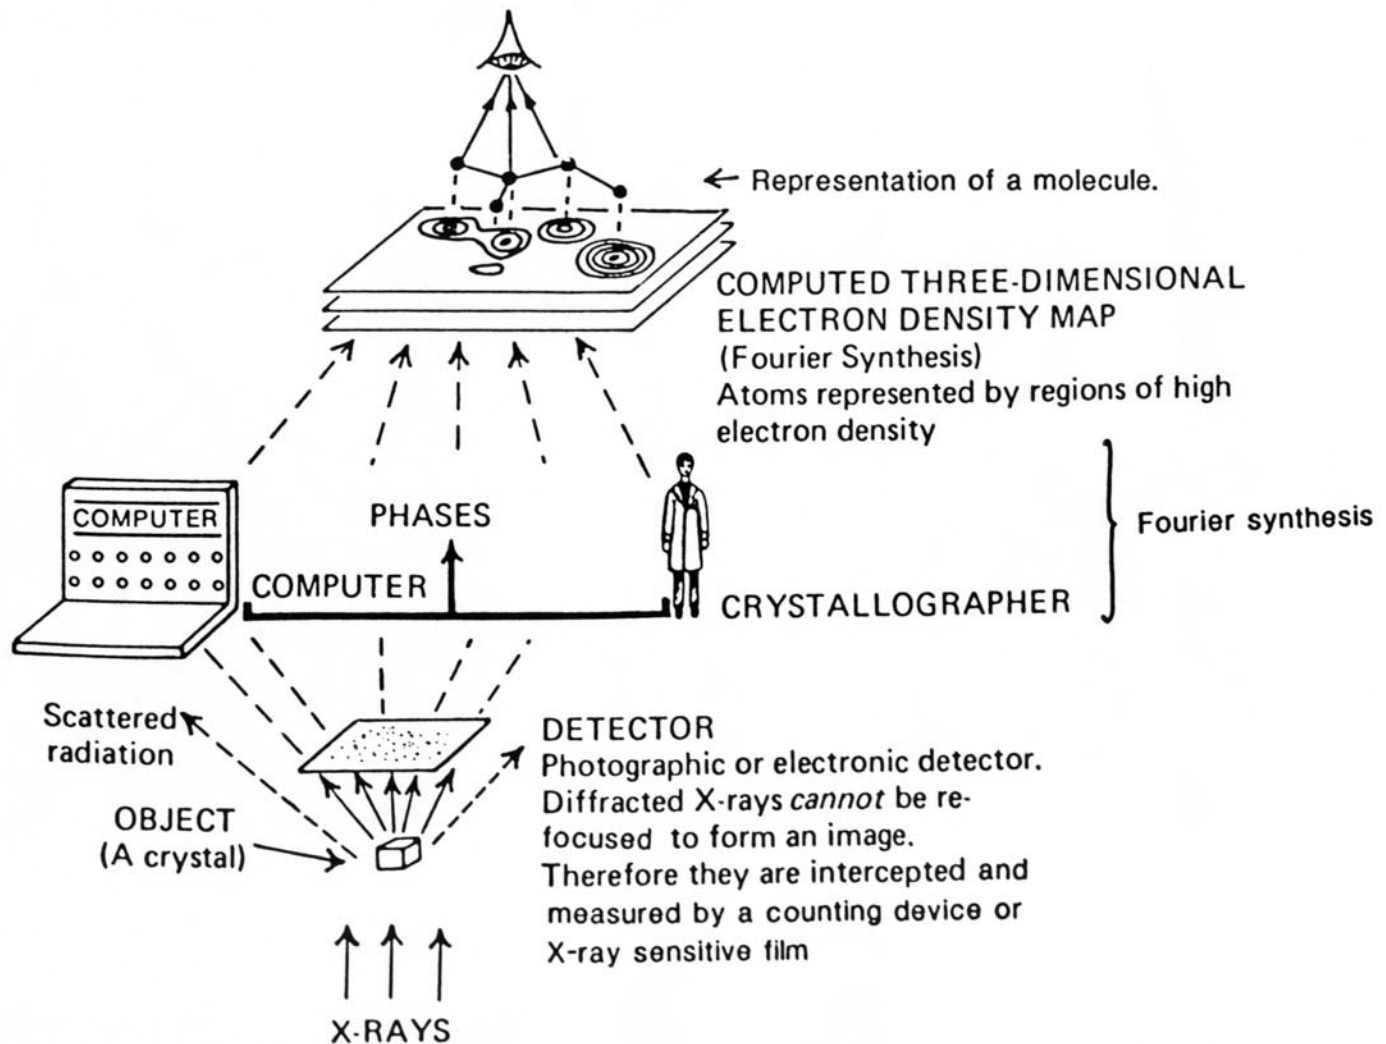 ← Representation of a molecule.
COMPUTED THREE-DIMENSIONAL
ELECTRON DENSITY MAP
(Fourier Synthesis)
Atoms represented by regions of high
electron density
COMPUTER
PHASES
Fourier synthesis
COMPUTER
CRYSTALLOGRAPHER
Scattered
radiation
DETECTOR
Photographic or electronic detector.
Diffracted X-rays cannot be re-
focused to form an image.
Therefore they are intercepted and
measured by a counting device or
X-ray sensitive film
OBJECT
(A crystal)
X-RAYS